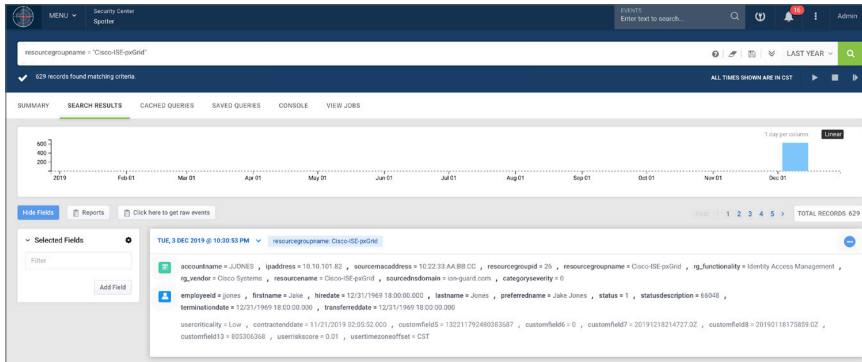 MENU
Security Center
Spotter
EVENTS
Enter text to search...
16
Admin
resourcegroupname = "Cisco-ISE-pxGrid"
LAST YEAR
629 records found matching criteria.
ALL TIMES SHOWN ARE IN CST
SUMMARY SEARCH RESULTS CACHED QUERIES SAVED QUERIES CONSOLE VIEW JOBS
1 day per column Linear
600
400
200
2019 Feb 01 Mar 01 Apr 01 May 01 Jun 01 Jul 01 Aug 01 Sep 01 Oct 01 Nov 01 Dec 01
Hide Fields Reports Click here to get raw events First 1 2 3 4 5 > TOTAL RECORDS 629
Selected Fields
Filter
Add Field
TUE, 3 DEC 2019 @ 10:30:53 PM resourcegroupname: Cisco-ISE-pxGrid
accountname = JJONES , ipaddress = 10.10.101.82 , sourcemacaddress = 10:22:33:AA:BB:CC , resourcegroupid = 26 , resourcegroupname = Cisco-ISE-pxGrid , rg_functionality = Identity Access Management ,
rg_vendor = Cisco Systems , resourcename = Cisco-ISE-pxGrid , sourcednsdomain = ion-guard.com , categoryseverity = 0
employeeid = jjones , firstname = Jake , hiredate = 12/31/1969 18:00:00.000 , lastname = Jones , preferredname = Jake Jones , status = 1 , statusdescription = 66048 ,
terminationdate = 12/31/1969 18:00:00.000 , transferreddate = 12/31/1969 18:00:00.000
usercriticality = Low , contractenddate = 11/21/2019 02:05:52.000 , customfield5 = 132211792480383687 , customfield6 = 0 , customfield7 = 20191218214727.0Z , customfield8 = 20190118175859.0Z ,
customfield13 = 805306368 , userriskscore = 0.01 , usertimezoneoffset = CST